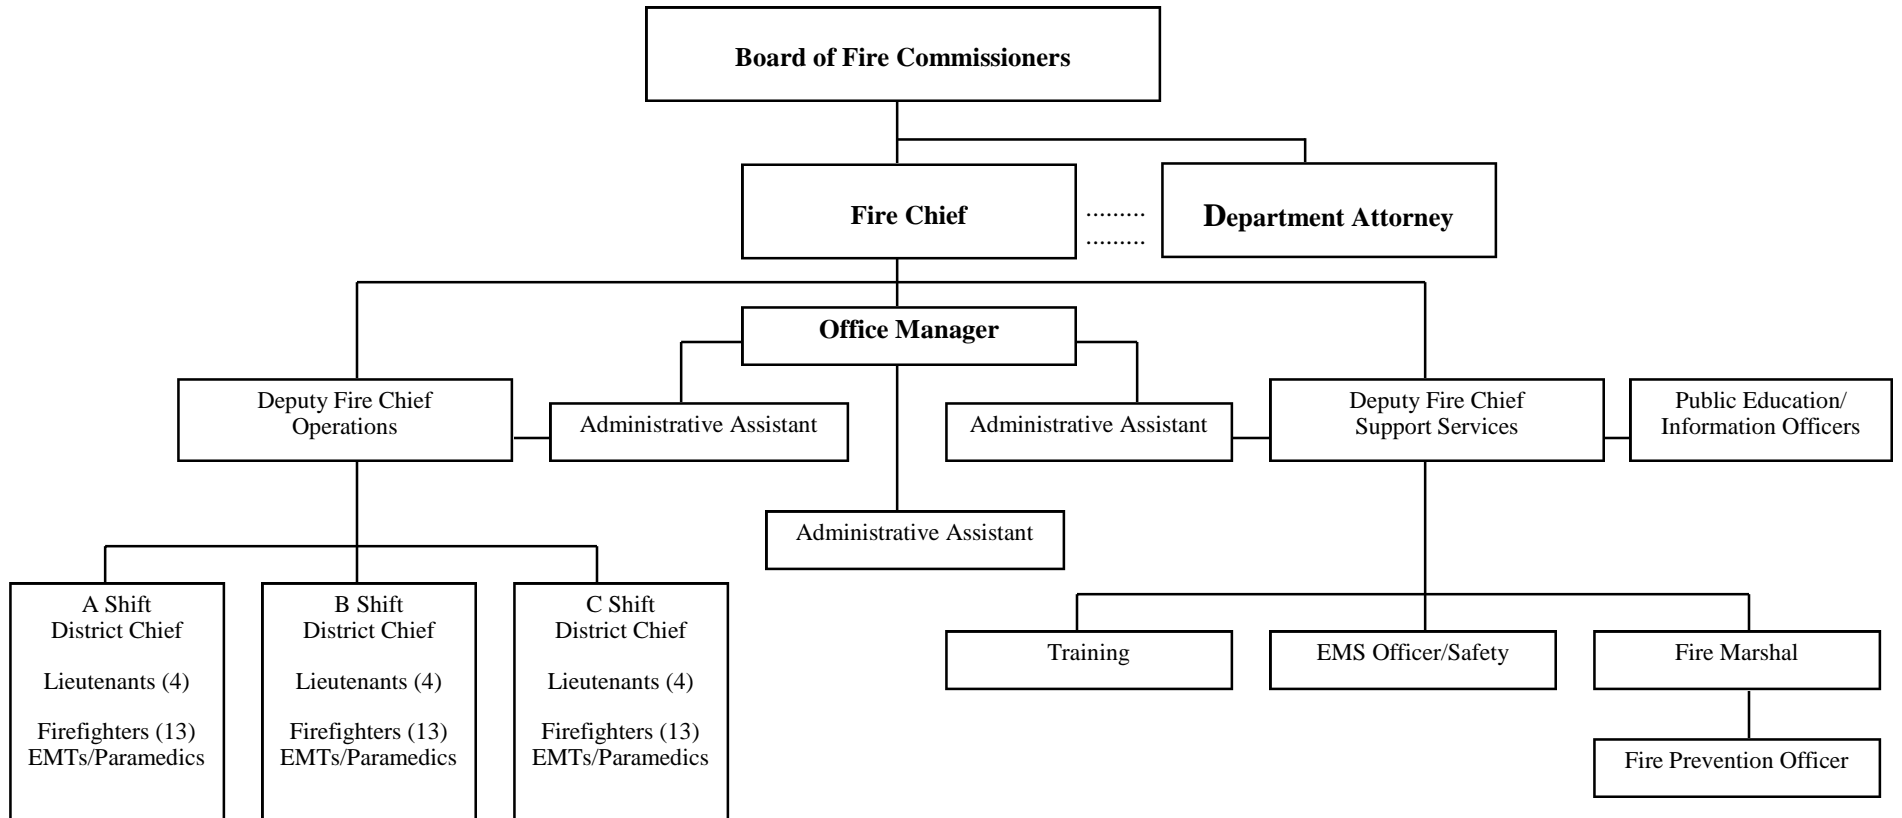 Board of Fire Commissioners
Fire Chief
.........
.........
Department Attorney
Office Manager
Deputy Fire Chief
Operations
Administrative Assistant
Administrative Assistant
Deputy Fire Chief
Support Services
Public Education/
Information Officers
Administrative Assistant
A Shift
District Chief
Lieutenants (4)
Firefighters (13)
EMTs/Paramedics
B Shift
District Chief
Lieutenants (4)
Firefighters (13)
EMTs/Paramedics
C Shift
District Chief
Lieutenants (4)
Firefighters (13)
EMTs/Paramedics
Training
EMS Officer/Safety
Fire Marshal
Fire Prevention Officer